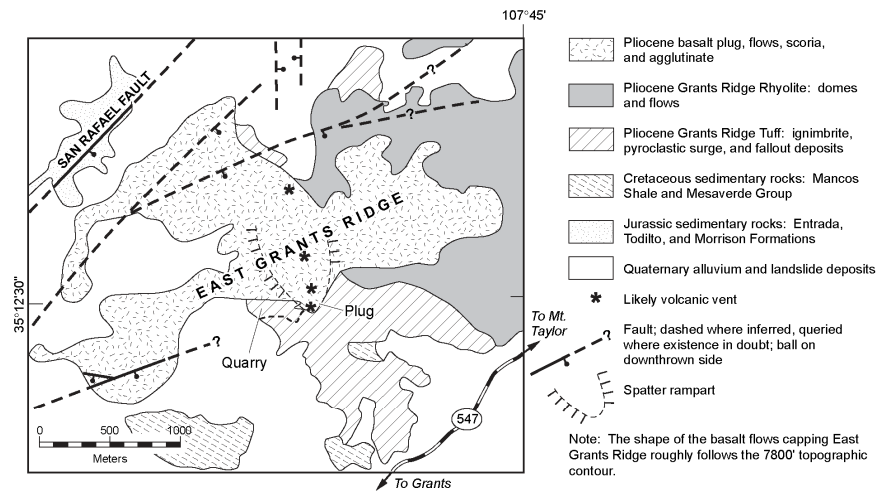 107°45'
SAN RAFAEL FAULT
?
?
EAST GRANTS RIDGE
35°12'30"
Plug
Quarry
?
To Mt.
Taylor
547
To Grants
0 500 1000
Meters
Pliocene basalt plug, flows, scoria,
and agglutinate
Pliocene Grants Ridge Rhyolite: domes
and flows
Pliocene Grants Ridge Tuff: ignimbrite,
pyroclastic surge, and fallout deposits
Cretaceous sedimentary rocks: Mancos
Shale and Mesaverde Group
Jurassic sedimentary rocks: Entrada,
Todilto, and Morrison Formations
Quaternary alluvium and landslide deposits
Likely volcanic vent
?
Fault; dashed where inferred, queried
where existence in doubt; ball on
downthrown side
Spatter rampart
Note: The shape of the basalt flows capping East
Grants Ridge roughly follows the 7800' topographic
contour.